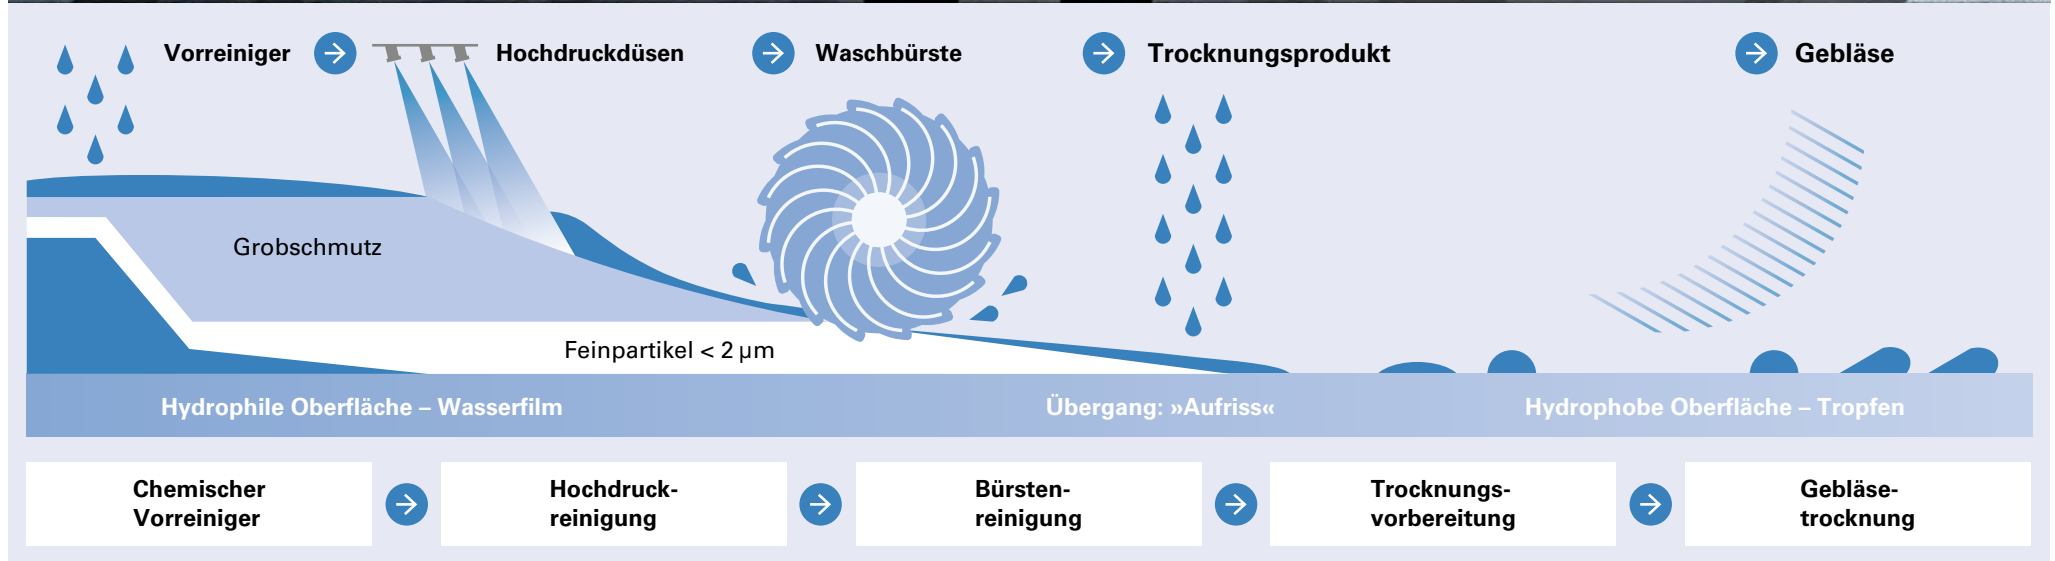 Vorreiniger
Hochdruckdüsen
Waschbürste
Trocknungsprodukt
Gebläse
Grobschmutz
Feinpartikel < 2 µm
Hydrophile Oberfläche – Wasserfilm
Übergang: »Aufriss«
Hydrophobe Oberfläche – Tropfen
Chemischer
Vorreiniger
Hochdruck-
reinigung
Bürsten-
reinigung
Trocknungs-
vorbereitung
Gebläse-
trocknung